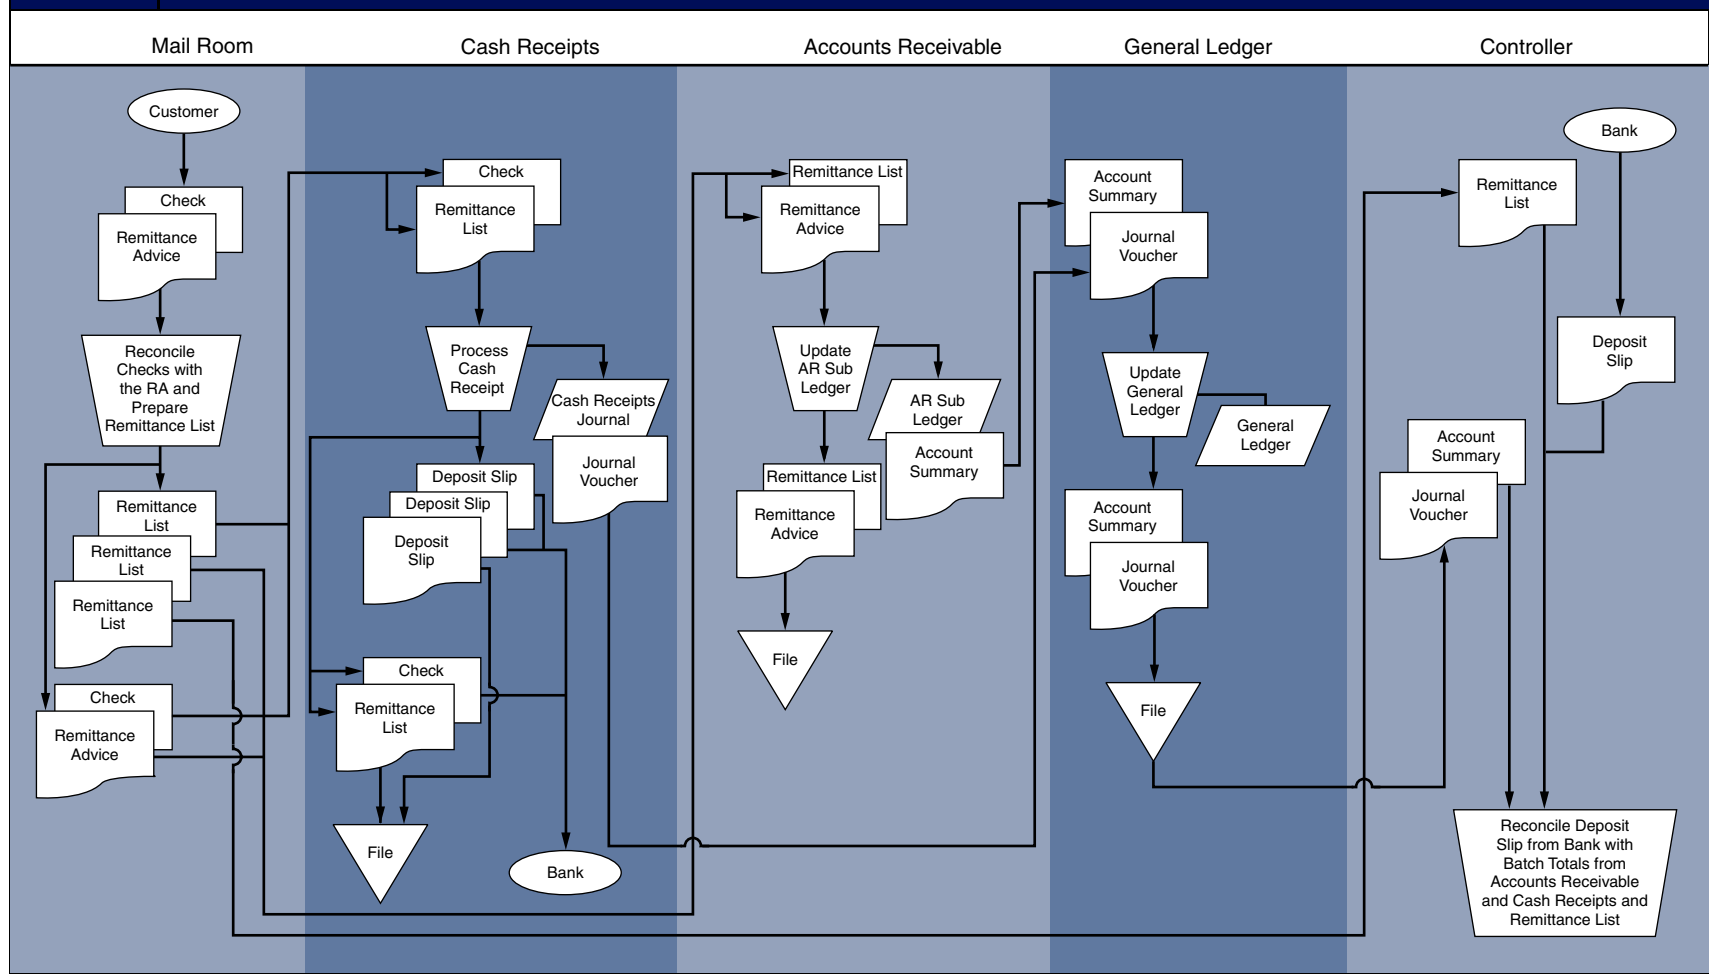 Mail Room
Cash Receipts
Accounts Receivable
General Ledger
Controller
Customer
Check
Remittance
Advice
Reconcile
Checks with
the RA and
Prepare
Remittance List
Remittance
List
Remittance
List
Remittance
List
Check
Remittance
Advice
Check
Remittance
List
Process
Cash
Receipt
Cash Receipts
Journal
Journal
Voucher
Deposit Slip
Deposit Slip
Deposit
Slip
Check
Remittance
List
File
Bank
Remittance List
Remittance
Advice
Update
AR Sub
Ledger
AR Sub
Ledger
Account
Summary
Remittance List
Remittance
Advice
File
Account
Summary
Journal
Voucher
Update
General
Ledger
General
Ledger
Account
Summary
Journal
Voucher
File
Bank
Remittance
List
Deposit
Slip
Account
Summary
Journal
Voucher
Reconcile Deposit
Slip from Bank with
Batch Totals from
Accounts Receivable
and Cash Receipts and
Remittance List